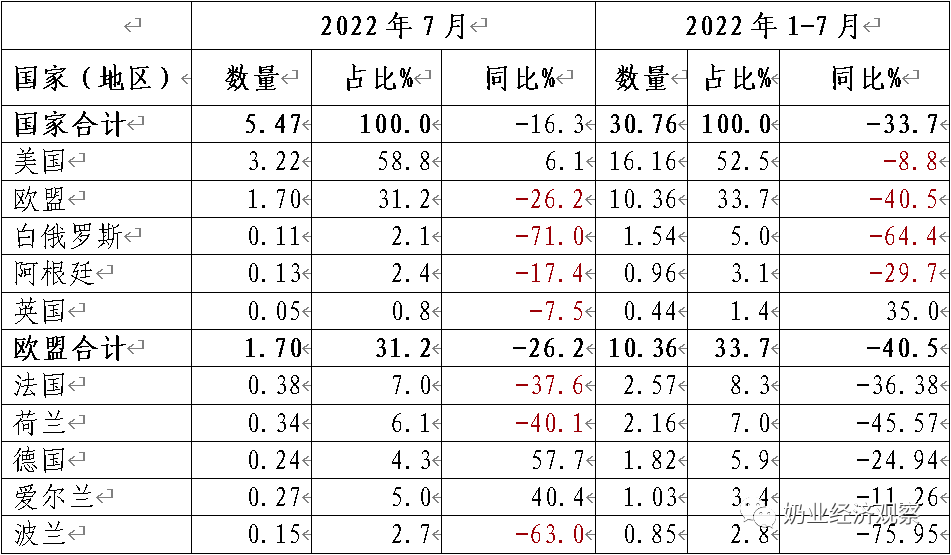 2022 年 7 月 2022 年 1-7 月
国家（地区） 数量 占比% 同比% 数量 占比% 同比%
国家合计 5.47 100.0 -16.3 30.76 100.0 -33.7
美国 3.22 58.8 6.1 16.16 52.5 -8.8
欧盟 1.70 31.2 -26.2 10.36 33.7 -40.5
白俄罗斯 0.11 2.1 -71.0 1.54 5.0 -64.4
阿根廷 0.13 2.4 -17.4 0.96 3.1 -29.7
英国 0.05 0.8 -7.5 0.44 1.4 35.0
欧盟合计 1.70 31.2 -26.2 10.36 33.7 -40.5
法国 0.38 7.0 -37.6 2.57 8.3 -36.38
荷兰 0.34 6.1 -40.1 2.16 7.0 -45.57
德国 0.24 4.3 57.7 1.82 5.9 -24.94
爱尔兰 0.27 5.0 40.4 1.03 3.4 -11.26
波兰 0.15 2.7 -63.0 0.85 2.8 -75.95
奶业经济观察